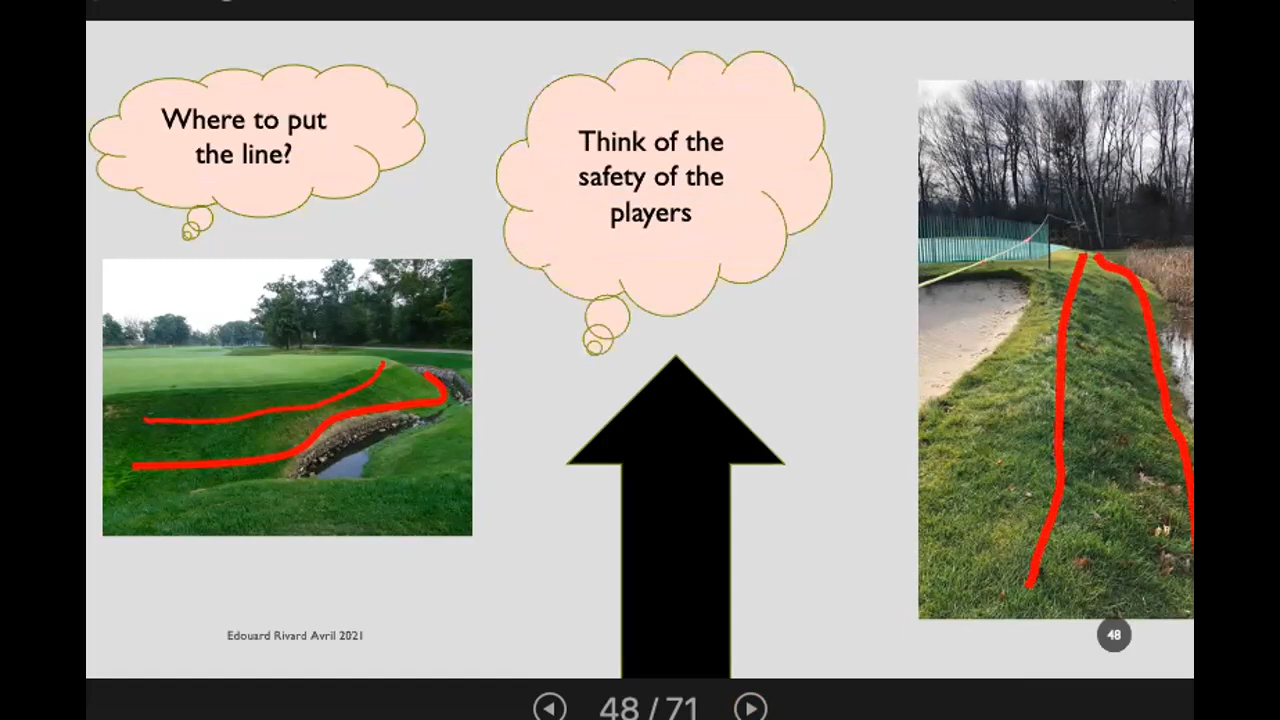 Where to put
the line?
Think of the
safety of the
players
Edouard Rivard Avril 2021
48
48 / 71